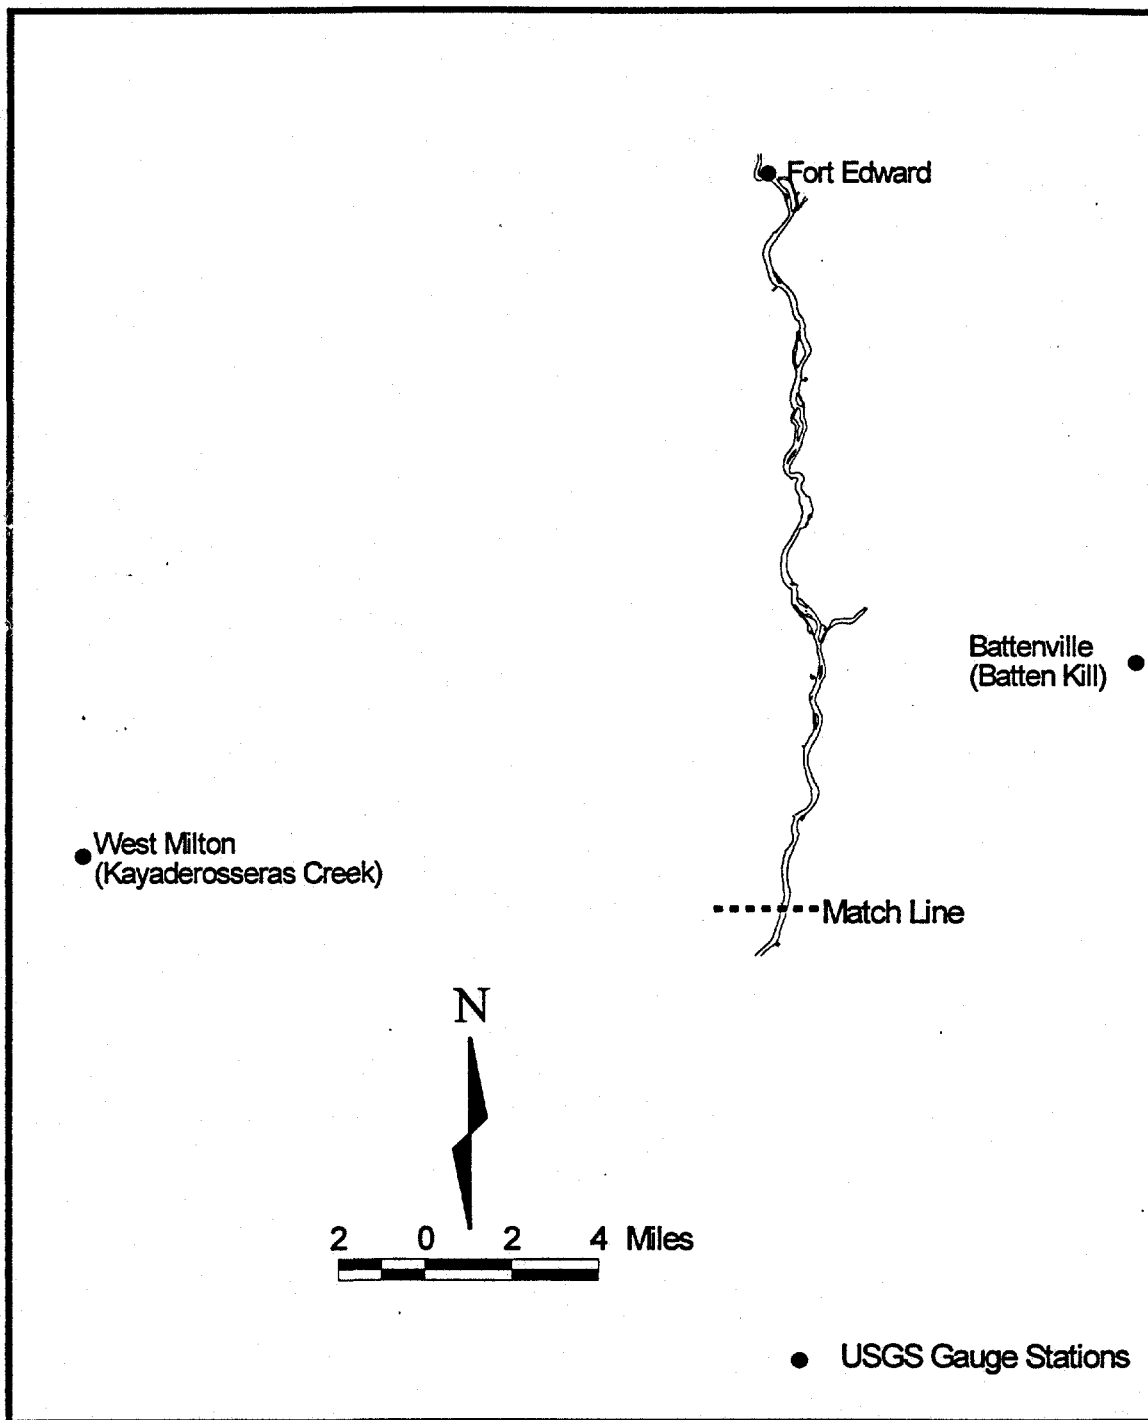 Fort Edward
Battenville
(Batten Kill)
West Milton
(Kayaderosseras Creek)
Match Line
N
2 0 2 4 Miles
USGS Gauge Stations